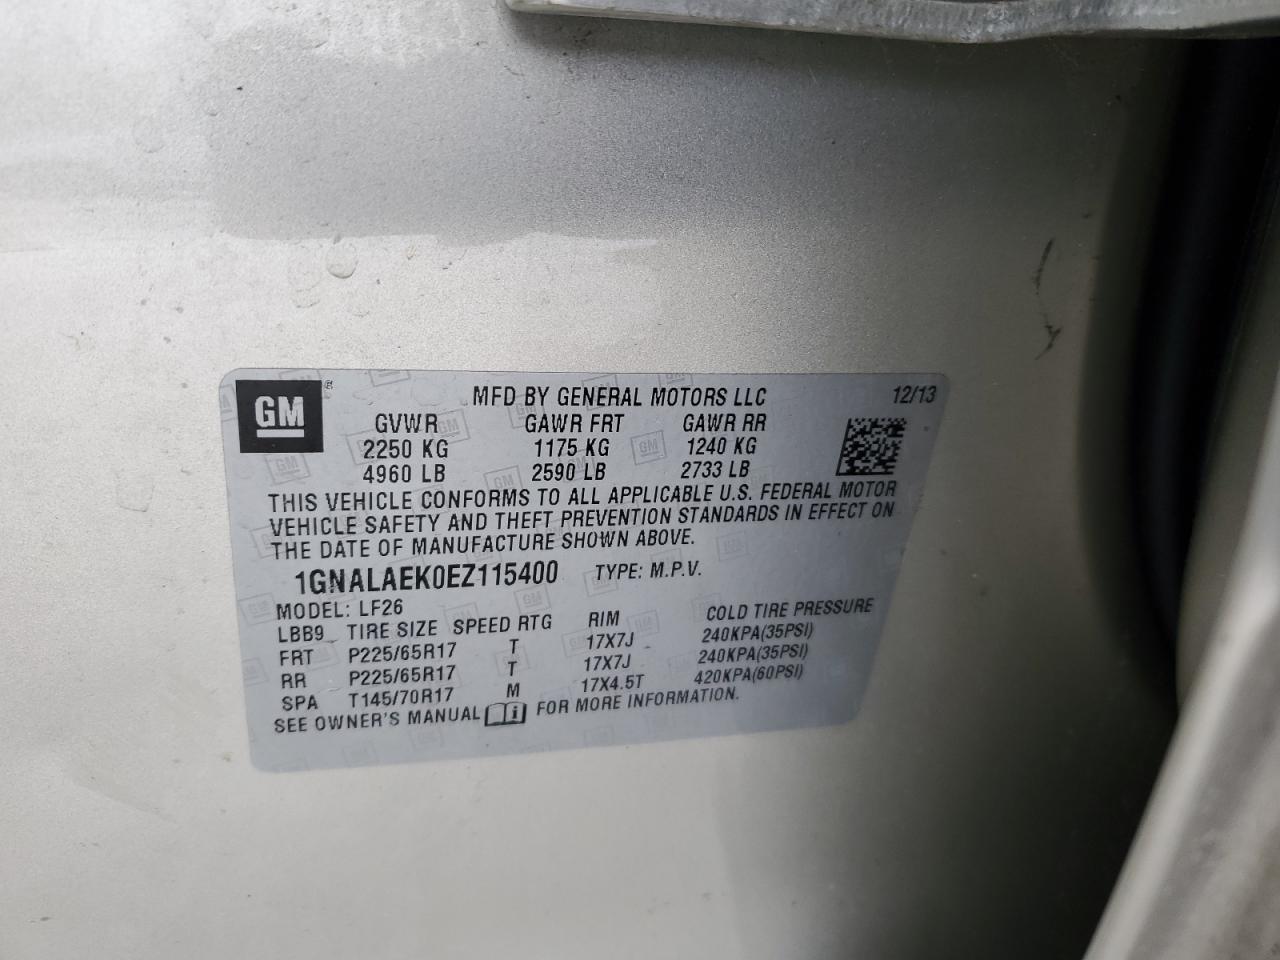 GM MFD BY GENERAL MOTORS LLC 12/13
GVWR GAWR FRT GAWR RR
2250 KG 1175 KG 1240 KG
4960 LB 2590 LB 2733 LB
THIS VEHICLE CONFORMS TO ALL APPLICABLE U.S. FEDERAL MOTOR
VEHICLE SAFETY AND THEFT PREVENTION STANDARDS IN EFFECT ON
THE DATE OF MANUFACTURE SHOWN ABOVE.
1GNALAEK0EZ115400 TYPE: M.P.V.
MODEL: LF26
LBB9 TIRE SIZE SPEED RTG RIM COLD TIRE PRESSURE
FRT P225/65R17 T 17X7J 240KPA(35PSI)
RR P225/65R17 T 17X7J 240KPA(35PSI)
SPA T145/70R17 M 17X4.5T 420KPA(60PSI)
SEE OWNER'S MANUAL FOR MORE INFORMATION.